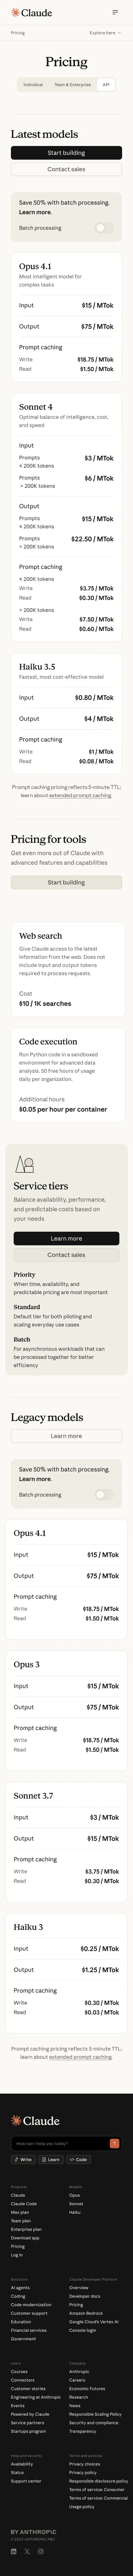 Claude
Pricing
Explore here
Pricing
Individual
Team & Enterprise
API
Latest models
Start building
Contact sales
Save 50% with batch processing.
Learn more.
Batch processing
Opus 4.1
Most intelligent model for
complex tasks
Input $15 / MTok
Output $75 / MTok
Prompt caching
Write $18.75 / MTok
Read $1.50 / MTok
Sonnet 4
Optimal balance of intelligence, cost,
and speed
Input
Prompts $3 / MTok
≤ 200K tokens
Prompts $6 / MTok
> 200K tokens
Output
Prompts $15 / MTok
≤ 200K tokens
Prompts $22.50 / MTok
> 200K tokens
Prompt caching
≤ 200K tokens
Write $3.75 / MTok
Read $0.30 / MTok
> 200K tokens
Write $7.50 / MTok
Read $0.60 / MTok
Haiku 3.5
Fastest, most cost-effective model
Input $0.80 / MTok
Output $4 / MTok
Prompt caching
Write $1 / MTok
Read $0.08 / MTok
Prompt caching pricing reflects 5-minute TTL;
learn about extended prompt caching.
Pricing for tools
Get even more out of Claude with
advanced features and capabilities
Start building
Web search
Give Claude access to the latest
information from the web. Does not
include input and output tokens
required to process requests.
Cost
$10 / 1K searches
Code execution
Run Python code in a sandboxed
environment for advanced data
analysis. 50 free hours of usage
daily per organization.
Additional hours
$0.05 per hour per container
Service tiers
Balance availability, performance,
and predictable costs based on
your needs
Learn more
Contact sales
Priority
When time, availability, and
predictable pricing are most important
Standard
Default tier for both piloting and
scaling everyday use cases
Batch
For asynchronous workloads that can
be processed together for better
efficiency
Legacy models
Learn more
Save 50% with batch processing.
Learn more.
Batch processing
Opus 4.1
Input $15 / MTok
Output $75 / MTok
Prompt caching
Write $18.75 / MTok
Read $1.50 / MTok
Opus 3
Input $15 / MTok
Output $75 / MTok
Prompt caching
Write $18.75 / MTok
Read $1.50 / MTok
Sonnet 3.7
Input $3 / MTok
Output $15 / MTok
Prompt caching
Write $3.75 / MTok
Read $0.30 / MTok
Haiku 3
Input $0.25 / MTok
Output $1.25 / MTok
Prompt caching
Write $0.30 / MTok
Read $0.03 / MTok
Prompt caching pricing reflects 5-minute TTL;
learn about extended prompt caching.
Claude
How can I help you today?
Write
Learn
Code
Products
Claude
Claude Code
Max plan
Team plan
Enterprise plan
Download app
Pricing
Log in
Models
Opus
Sonnet
Haiku
Solutions
AI agents
Coding
Code modernization
Customer support
Education
Financial services
Government
Claude Developer Platform
Overview
Developer docs
Pricing
Amazon Bedrock
Google Cloud's Vertex AI
Console login
Learn
Courses
Connectors
Customer stories
Engineering at Anthropic
Events
Powered by Claude
Service partners
Startups program
Company
Anthropic
Careers
Economic Futures
Research
News
Responsible Scaling Policy
Security and compliance
Transparency
Help and security
Availability
Status
Support center
Terms and policies
Privacy choices
Privacy policy
Responsible disclosure policy
Terms of service: Consumer
Terms of service: Commercial
Usage policy
BY ANTHROP\C
© 2025 ANTHROPIC PBC